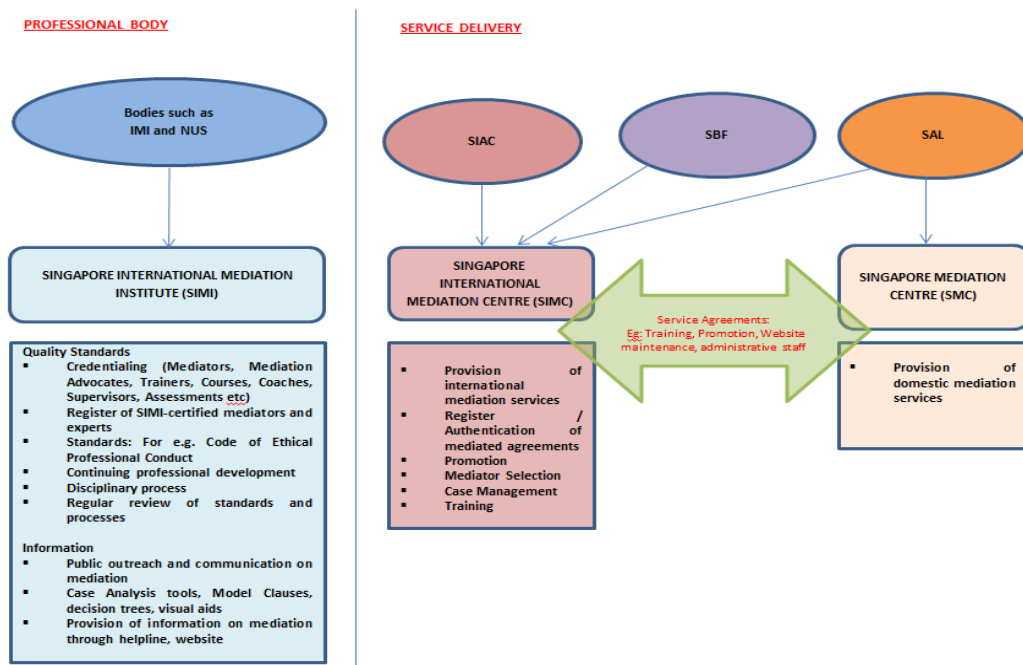 PROFESSIONAL BODY
Bodies such as
IMI and NUS
SINGAPORE INTERNATIONAL MEDIATION
INSTITUTE (SIMI)
Quality Standards
▪ Credentialing (Mediators, Mediation
Advocates, Trainers, Courses, Coaches,
Supervisors, Assessments etc)
▪ Register of SIMI-certified mediators and
experts
▪ Standards: For e.g. Code of Ethical
Professional Conduct
▪ Continuing professional development
▪ Disciplinary process
▪ Regular review of standards and
processes
Information
▪ Public outreach and communication on
mediation
▪ Case Analysis tools, Model Clauses,
decision trees, visual aids
▪ Provision of information on mediation
through helpline, website
SERVICE DELIVERY
SIAC
SBF
SAL
SINGAPORE
INTERNATIONAL
MEDIATION CENTRE (SIMC)
Service Agreements:
Eg: Training, Promotion, Website
maintenance, administrative staff
SINGAPORE MEDIATION
CENTRE (SMC)
▪ Provision of
international
mediation services
▪ Register /
Authentication of
mediated agreements
▪ Promotion
▪ Mediator Selection
▪ Case Management
▪ Training
▪ Provision of
domestic mediation
services